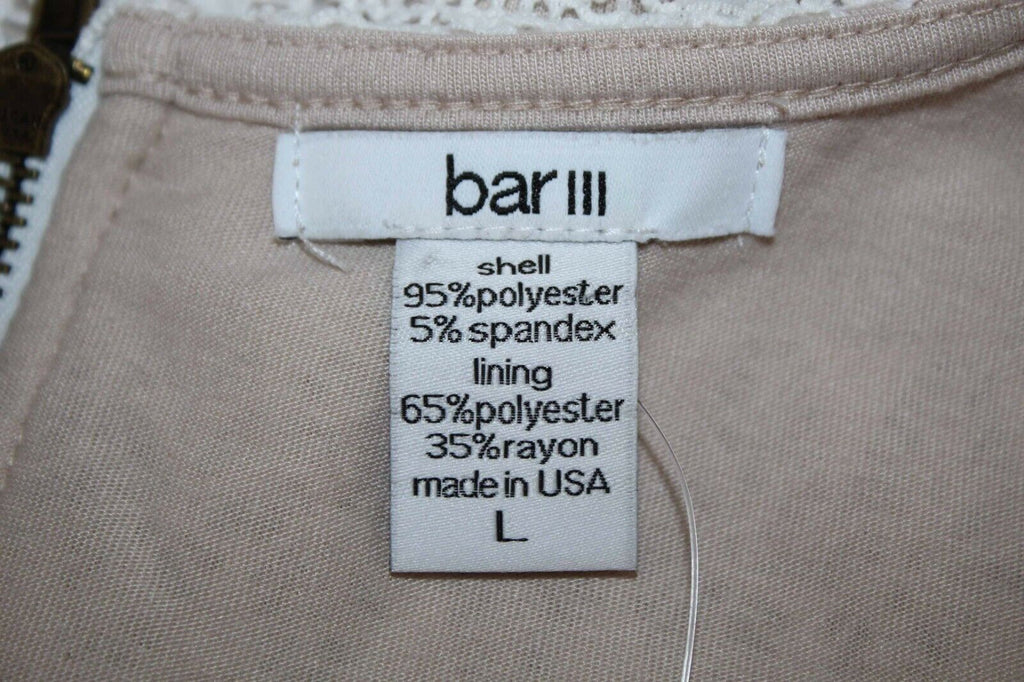 bar III
shell
95%polyester
5% spandex
lining
65%polyester
35%rayon
made in USA
L